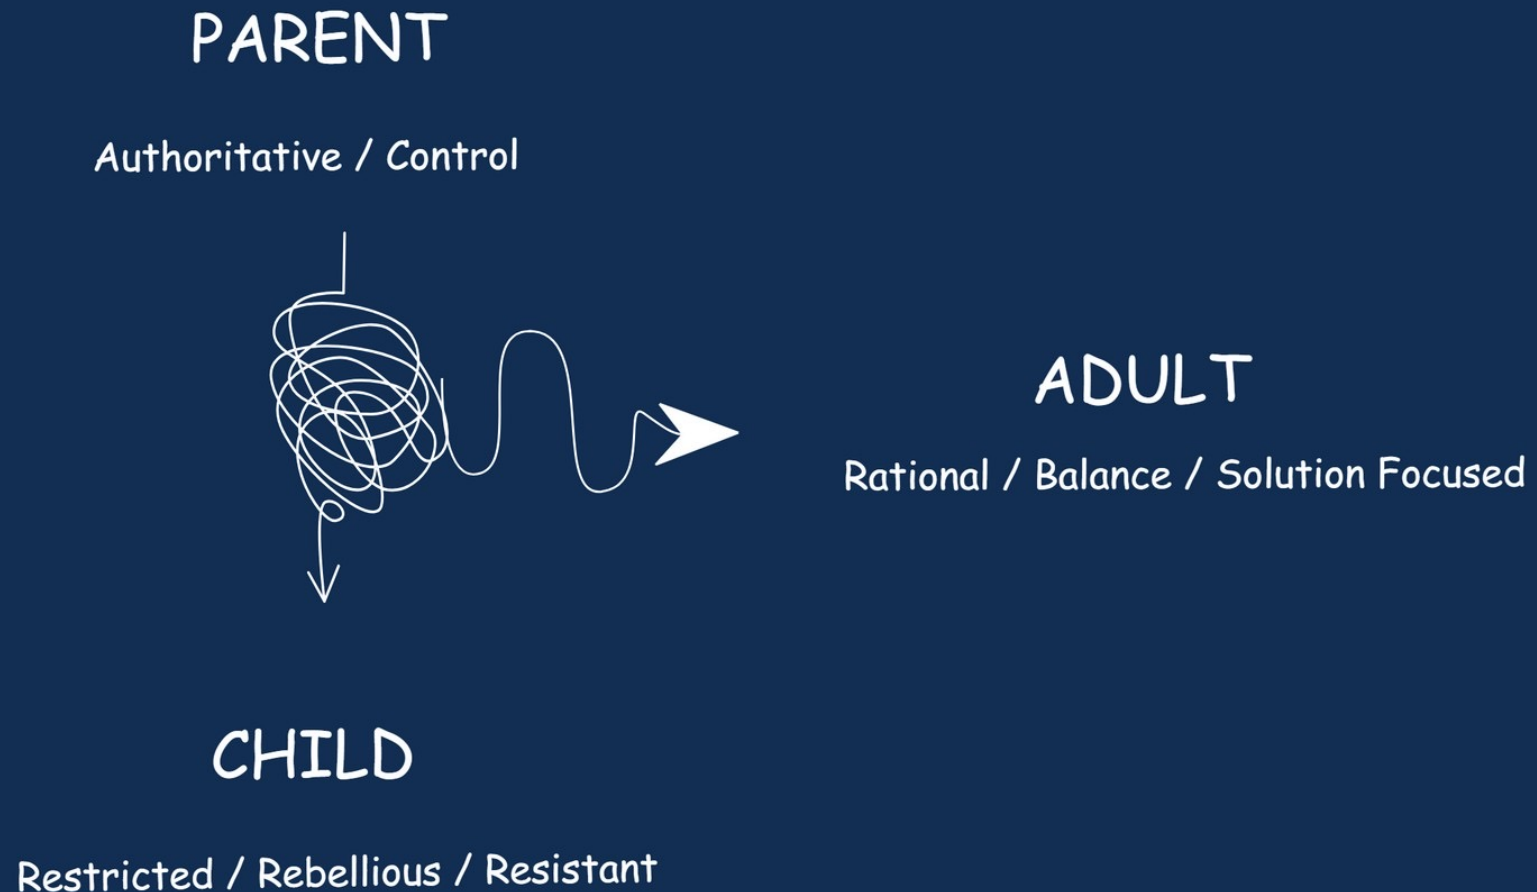 PARENT
Authoritative / Control
ADULT
Rational / Balance / Solution Focused
CHILD
Restricted / Rebellious / Resistant